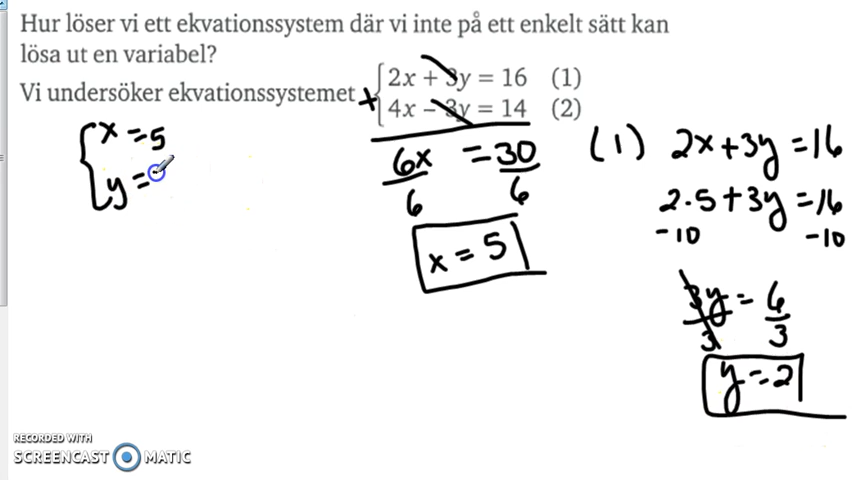 Hur löser vi ett ekvationssystem där vi inte på ett enkelt sätt kan
lösa ut en variabel?
Vi undersöker ekvationssystemet
2x + 3y = 16 (1)
+ 4x − 3y = 14 (2)
6x = 30
6 6
x = 5
(1) 2x+3y=16
2·5+3y=16
-10 -10
3y = 6
3 3
y=2
x=5
y=
RECORDED WITH
SCREENCAST MATIC